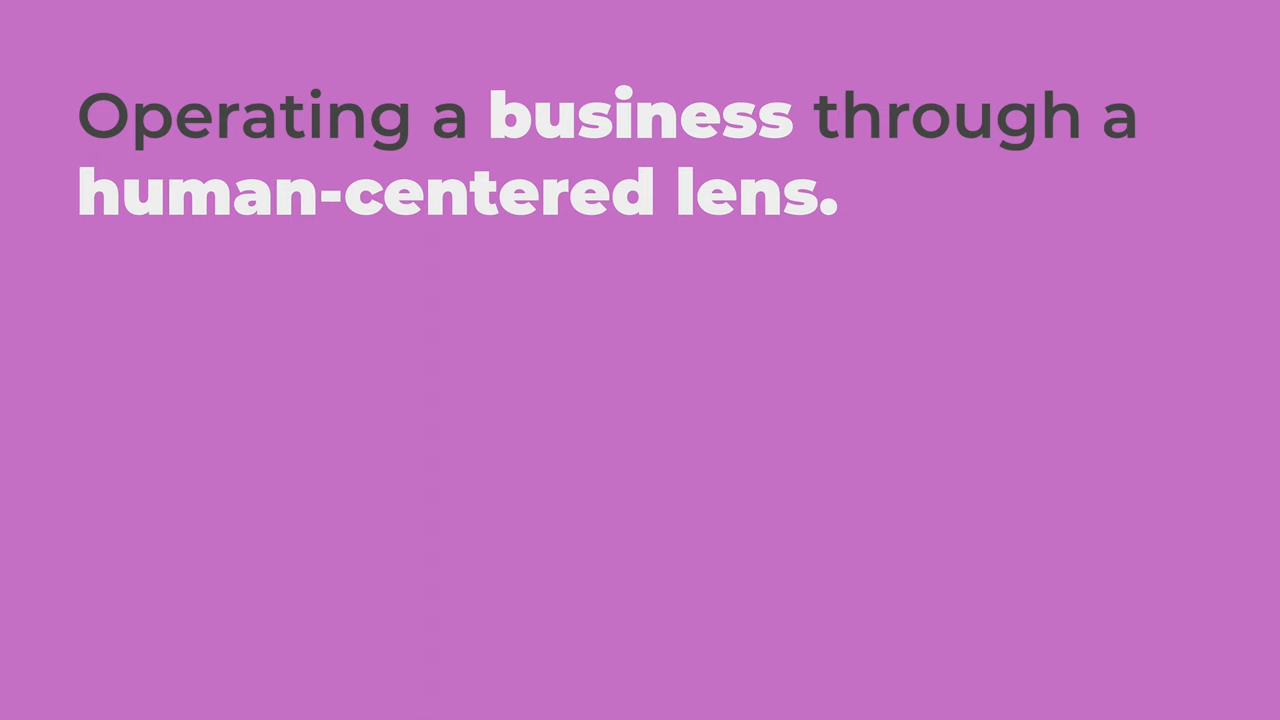 Operating a business through a
human-centered lens.